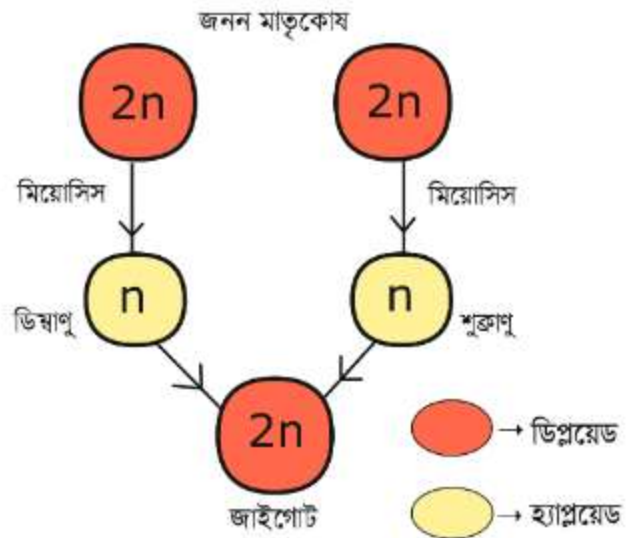 জনন মাতৃকোষ
2n 2n
মিয়োসিস মিয়োসিস
n n
ডিম্বাণু শুক্রাণু
2n
জাইগোট
→ ডিপ্লয়েড
→ হ্যাপ্লয়েড